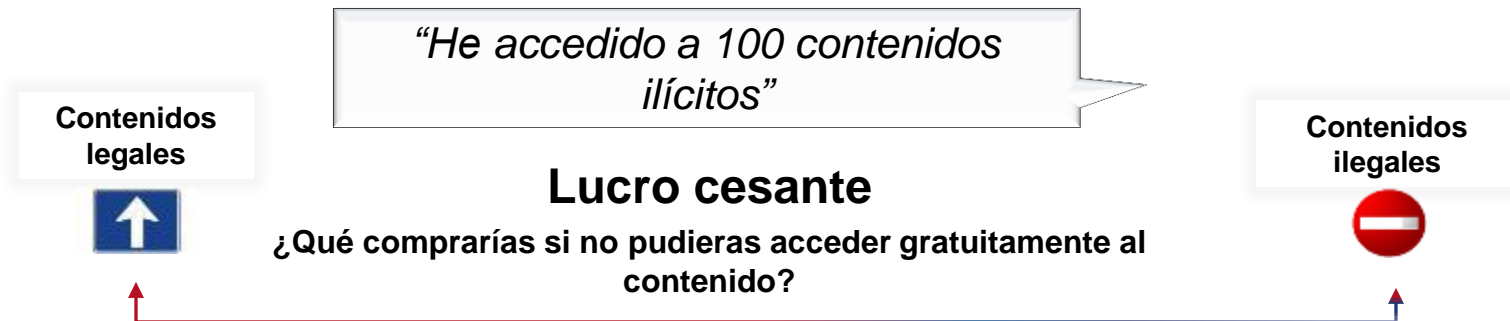 “He accedido a 100 contenidos
ilícitos”
Contenidos
legales
Contenidos
ilegales
Lucro cesante
¿Qué comprarías si no pudieras acceder gratuitamente al
contenido?